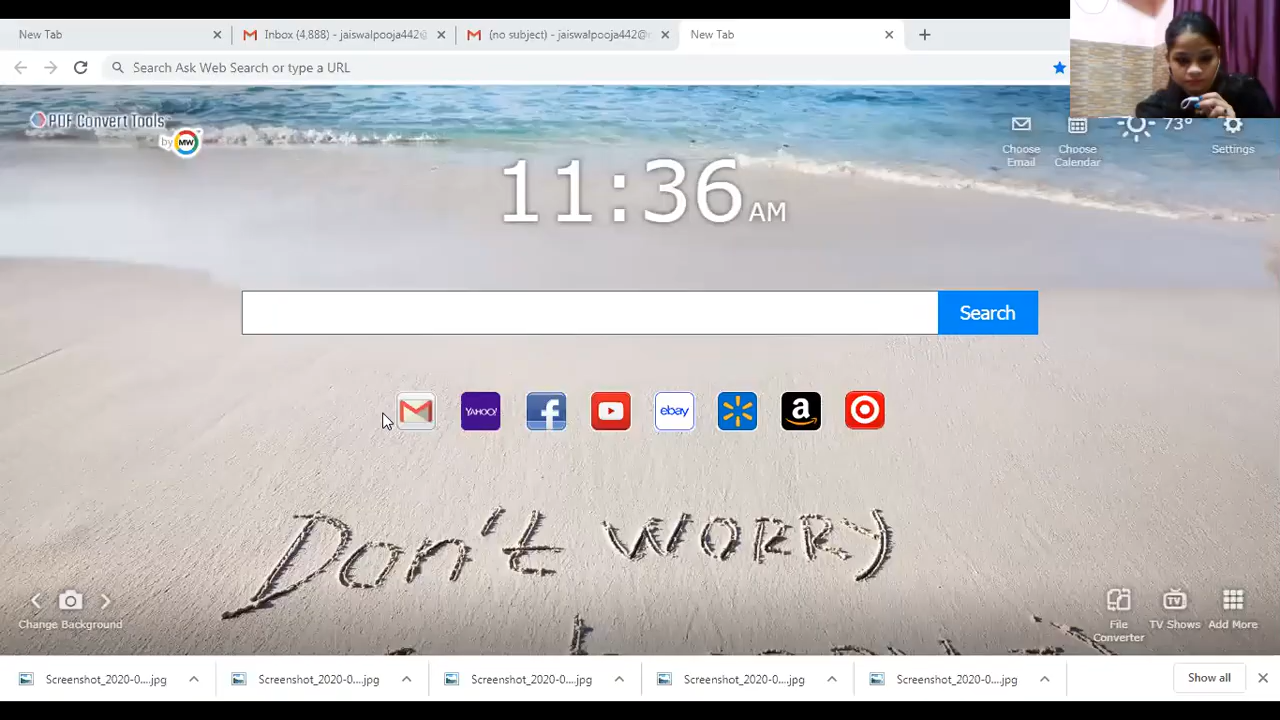 New Tab
Inbox (4,888) - jaiswalpooja442@
(no subject) - jaiswalpooja442@
New Tab
Search Ask Web Search or type a URL
PDF Convert Tools
by MW
Choose Email
Choose Calendar
73°
Settings
11:36 AM
Search
YAHOO!
ebay
Don't WORRY
Change Background
File Converter
TV
TV Shows
Add More
Screenshot_2020-0....jpg
Screenshot_2020-0....jpg
Screenshot_2020-0....jpg
Screenshot_2020-0....jpg
Screenshot_2020-0....jpg
Show all